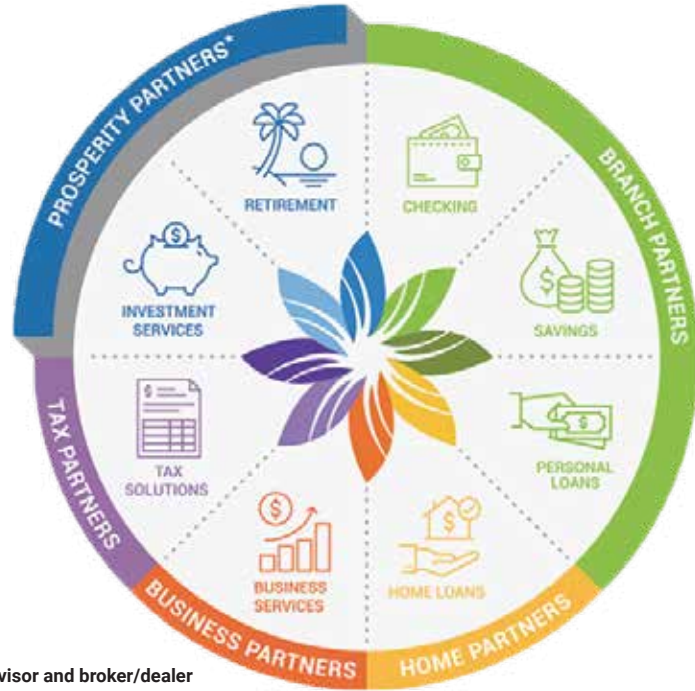 PROSPERITY PARTNERS*
BRANCH PARTNERS
RETIREMENT
CHECKING
INVESTMENT
SERVICES
SAVINGS
TAX PARTNERS
TAX
SOLUTIONS
PERSONAL
LOANS
BUSINESS
SERVICES
HOME LOANS
BUSINESS PARTNERS
HOME PARTNERS
visor and broker/dealer